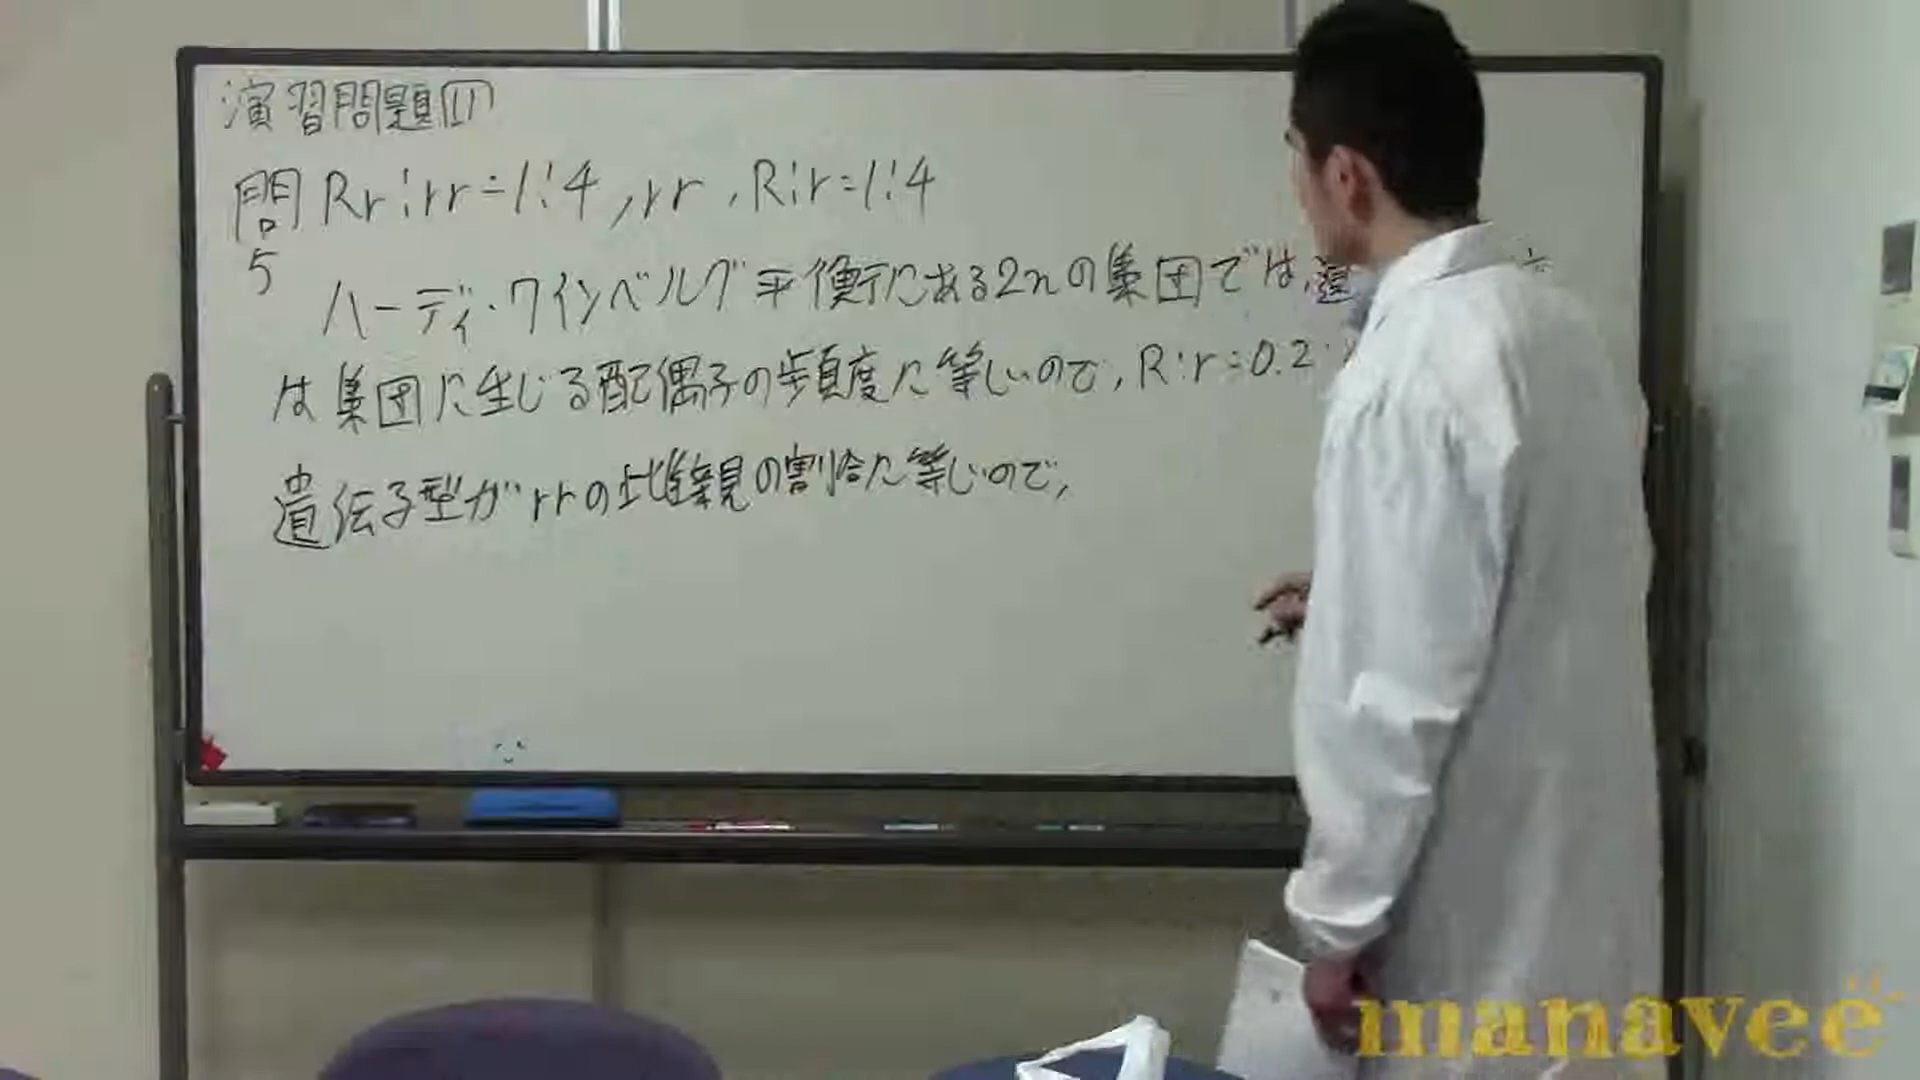 演習問題11
問5 Rr:rr=1:4, rr, R:r=1:4
ハーディ・ワインベルグ平衡にある2nの集団では、遺
は集団に生じる配偶子の頻度に等しいので, R:r=0.2:
遺伝子型がrrの雌親の割合に等しいので,
manavee